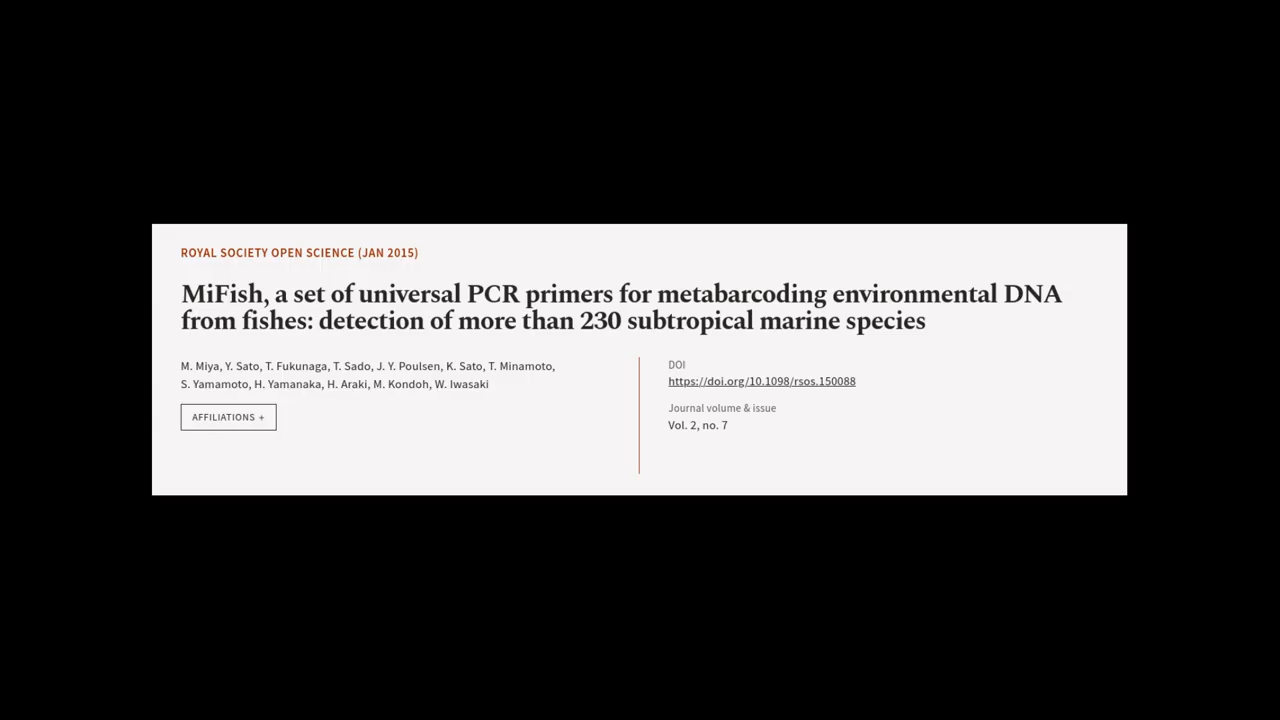 ROYAL SOCIETY OPEN SCIENCE (JAN 2015)
MiFish, a set of universal PCR primers for metabarcoding environmental DNA
from fishes: detection of more than 230 subtropical marine species
M. Miya, Y. Sato, T. Fukunaga, T. Sado, J. Y. Poulsen, K. Sato, T. Minamoto,
S. Yamamoto, H. Yamanaka, H. Araki, M. Kondoh, W. Iwasaki
AFFILIATIONS +
DOI
https://doi.org/10.1098/rsos.150088
Journal volume & issue
Vol. 2, no. 7